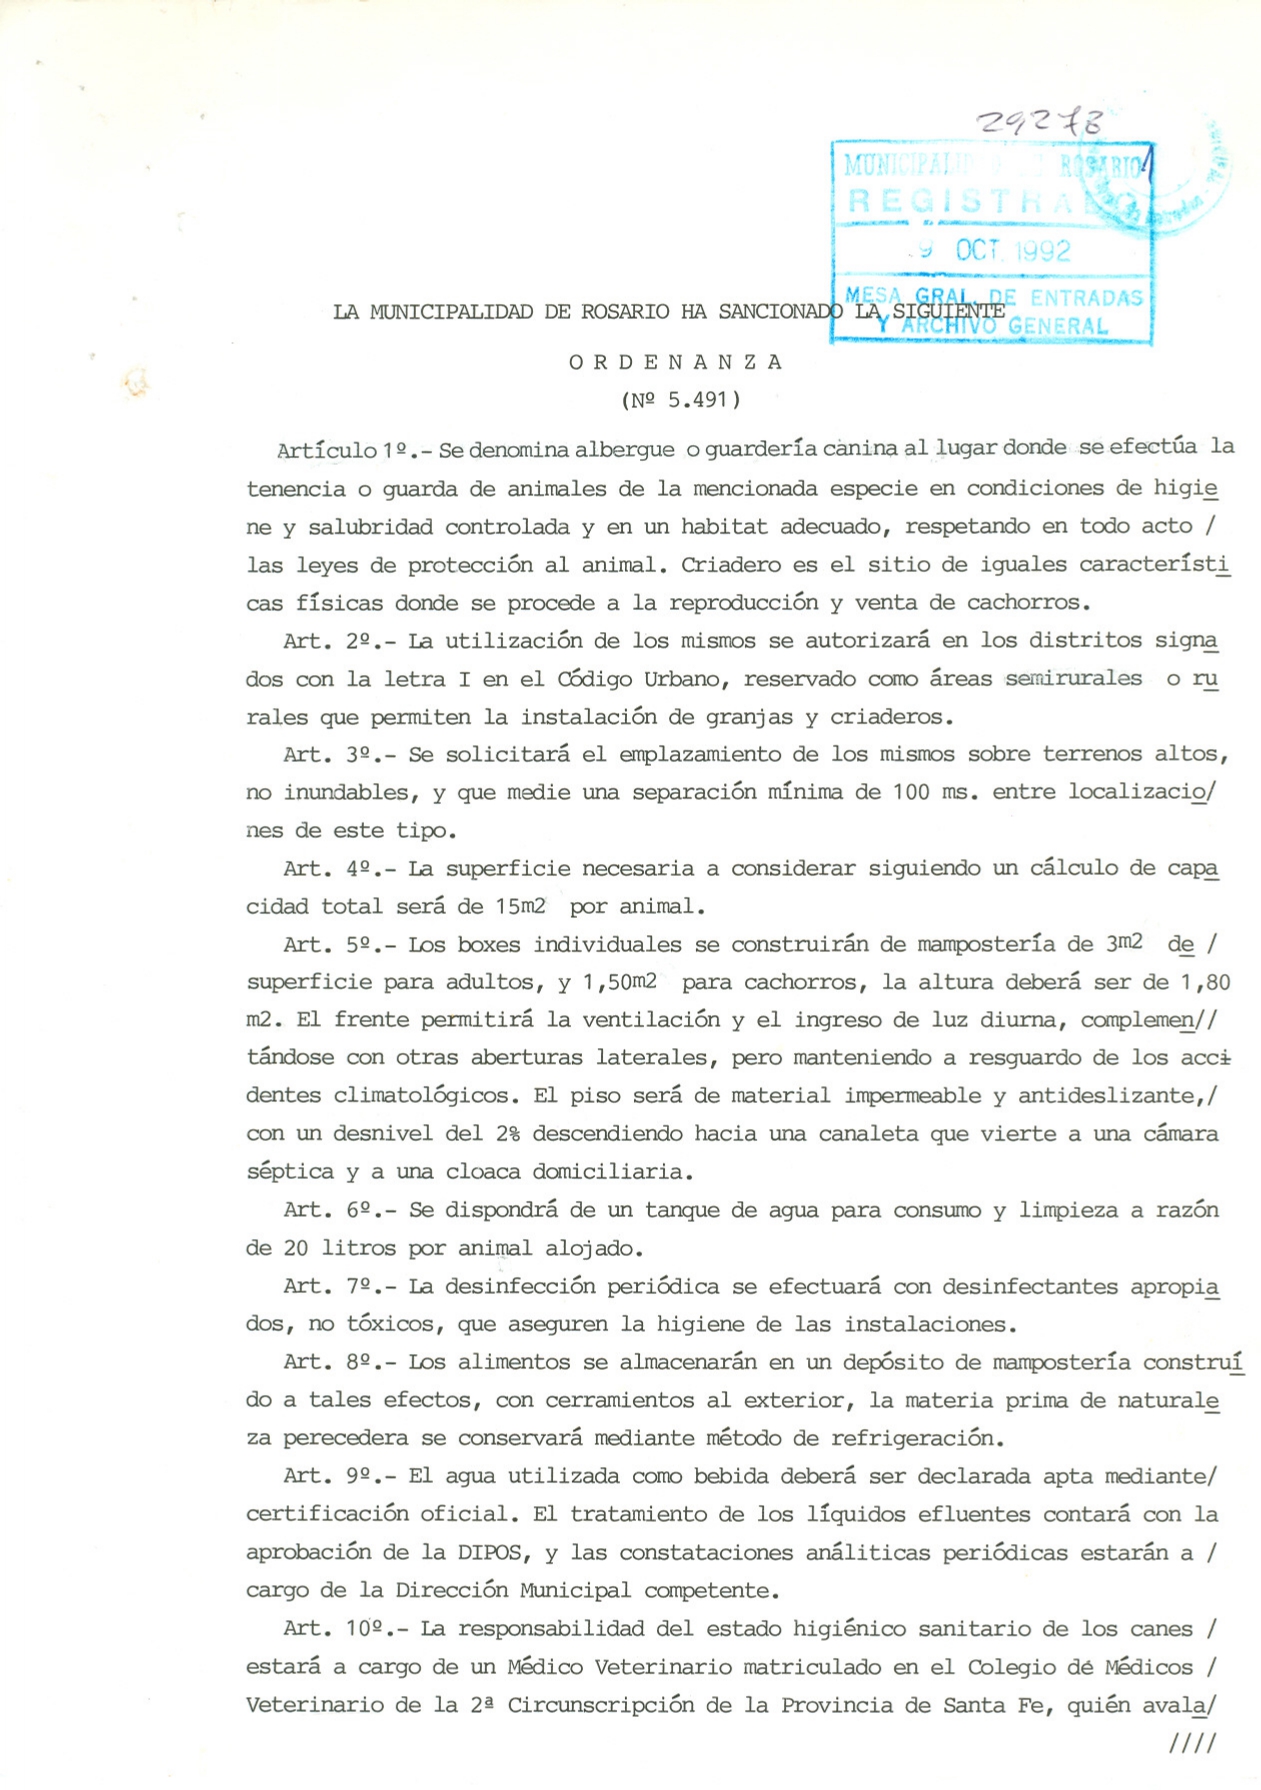 29278
MUNICIPALIDAD DE ROSARIO
REGISTRADO
9 OCT. 1992
MESA GRAL. DE ENTRADAS
Y ARCHIVO GENERAL
LA MUNICIPALIDAD DE ROSARIO HA SANCIONADO LA SIGUIENTE
O R D E N A N Z A
(Nº 5.491)
Artículo 1º.- Se denomina albergue o guardería canina al lugar donde se efectúa la
tenencia o guarda de animales de la mencionada especie en condiciones de higie
ne y salubridad controlada y en un habitat adecuado, respetando en todo acto /
las leyes de protección al animal. Criadero es el sitio de iguales característi
cas físicas donde se procede a la reproducción y venta de cachorros.
Art. 2º.- La utilización de los mismos se autorizará en los distritos signa
dos con la letra I en el Código Urbano, reservado como áreas semirurales o ru
rales que permiten la instalación de granjas y criaderos.
Art. 3º.- Se solicitará el emplazamiento de los mismos sobre terrenos altos,
no inundables, y que medie una separación mínima de 100 ms. entre localizacio/
nes de este tipo.
Art. 4º.- La superficie necesaria a considerar siguiendo un cálculo de capa
cidad total será de 15m2 por animal.
Art. 5º.- Los boxes individuales se construirán de mampostería de 3m2 de /
superficie para adultos, y 1,50m2 para cachorros, la altura deberá ser de 1,80
m2. El frente permitirá la ventilación y el ingreso de luz diurna, complemen//
tándose con otras aberturas laterales, pero manteniendo a resguardo de los acci
dentes climatológicos. El piso será de material impermeable y antideslizante,/
con un desnivel del 2% descendiendo hacia una canaleta que vierte a una cámara
séptica y a una cloaca domiciliaria.
Art. 6º.- Se dispondrá de un tanque de agua para consumo y limpieza a razón
de 20 litros por animal alojado.
Art. 7º.- La desinfección periódica se efectuará con desinfectantes apropia
dos, no tóxicos, que aseguren la higiene de las instalaciones.
Art. 8º.- Los alimentos se almacenarán en un depósito de mampostería construí
do a tales efectos, con cerramientos al exterior, la materia prima de naturale
za perecedera se conservará mediante método de refrigeración.
Art. 9º.- El agua utilizada como bebida deberá ser declarada apta mediante/
certificación oficial. El tratamiento de los líquidos efluentes contará con la
aprobación de la DIPOS, y las constataciones análiticas periódicas estarán a /
cargo de la Dirección Municipal competente.
Art. 10º.- La responsabilidad del estado higiénico sanitario de los canes /
estará a cargo de un Médico Veterinario matriculado en el Colegio dé Médicos /
Veterinario de la 2ª Circunscripción de la Provincia de Santa Fe, quién avala/
////